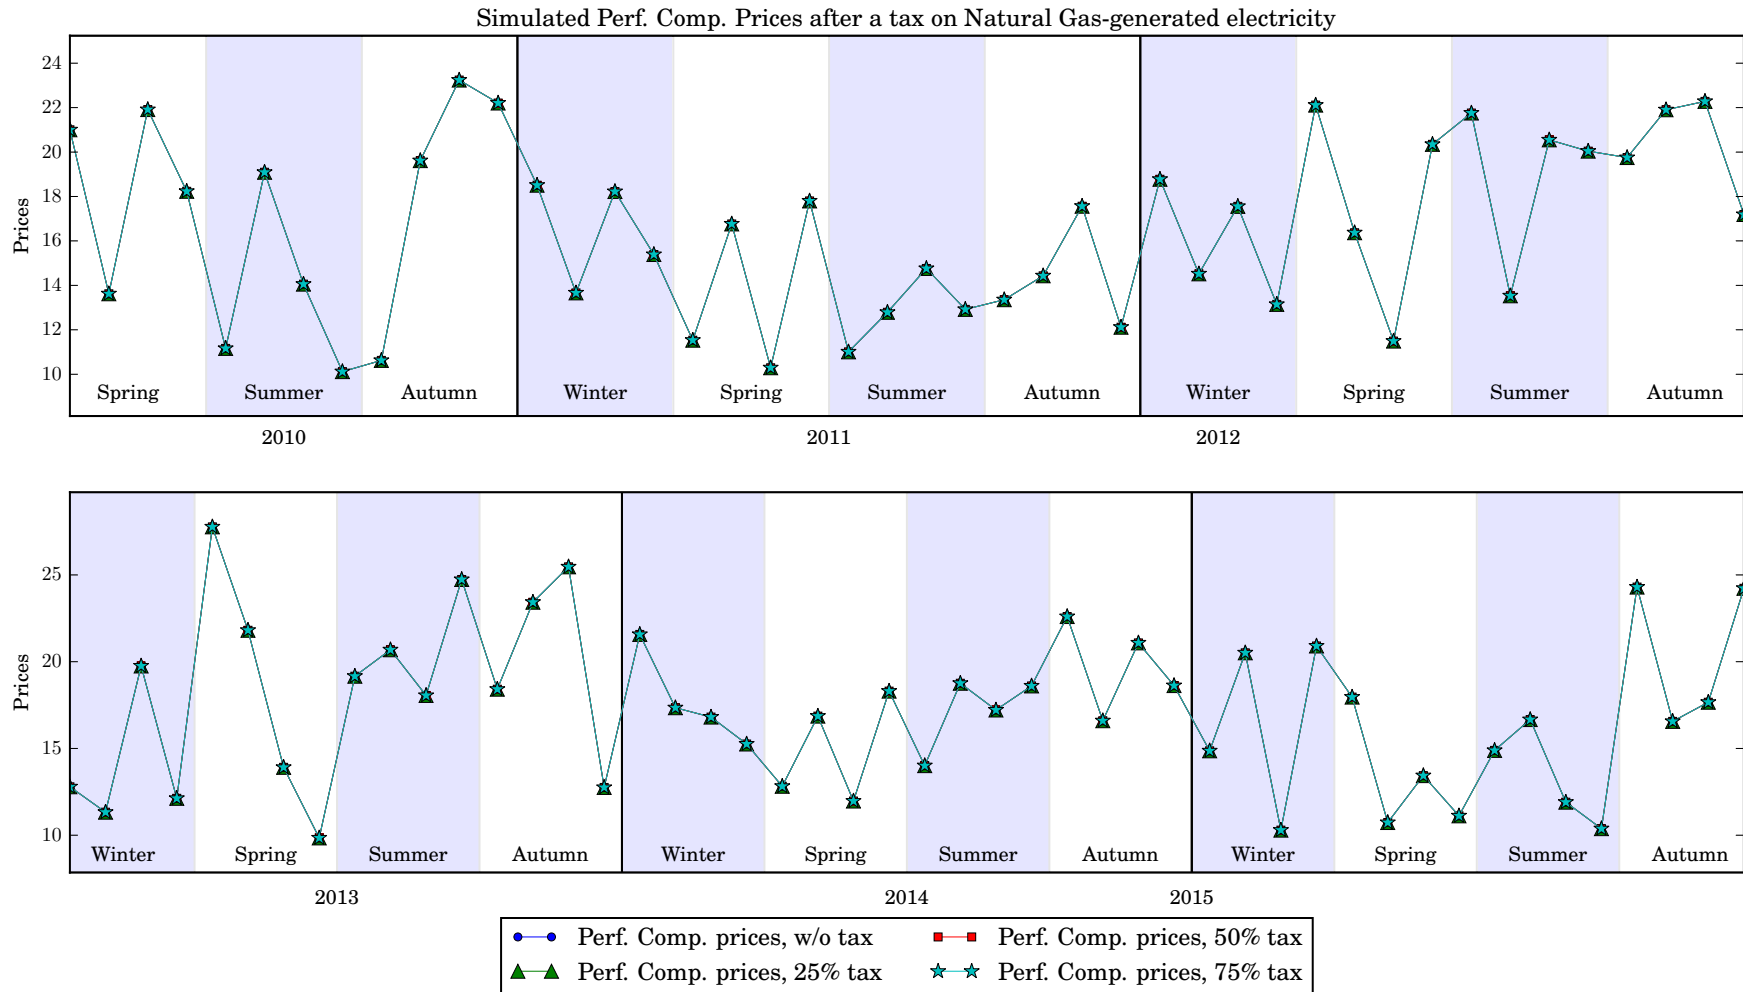 Simulated Perf. Comp. Prices after a tax on Natural Gas-generated electricity
24
22
20
18
16
14
12
10
Prices
Spring Summer Autumn Winter Spring Summer Autumn Winter Spring Summer Autumn
2010 2011 2012
25
20
15
10
Prices
Winter Spring Summer Autumn Winter Spring Summer Autumn Winter Spring Summer Autumn
2013 2014 2015
Perf. Comp. prices, w/o tax
Perf. Comp. prices, 25% tax
Perf. Comp. prices, 50% tax
Perf. Comp. prices, 75% tax